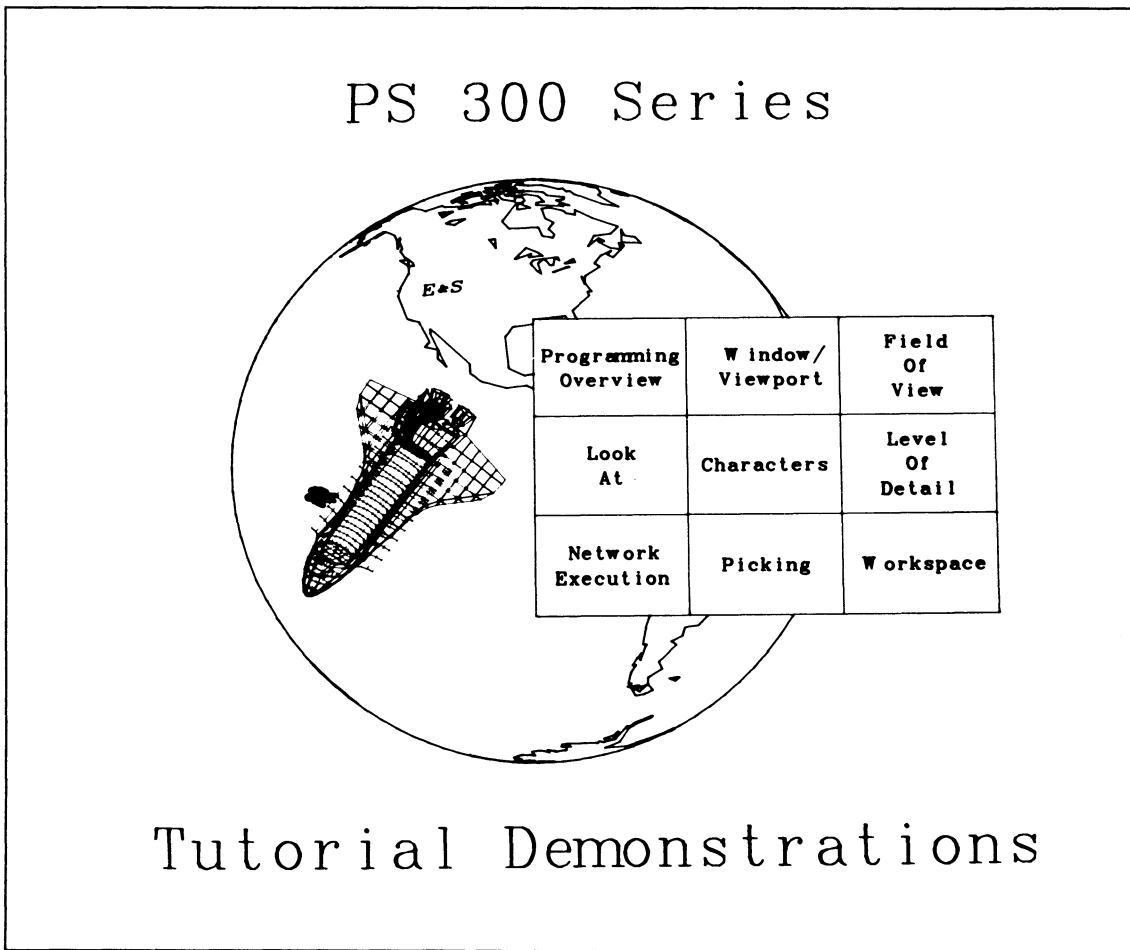 PS 300 Series
E&S
Programming
Overview
Window/
Viewport
Field
Of
View
Look
At
Characters
Level
Of
Detail
Network
Execution
Picking
Workspace
Tutorial Demonstrations